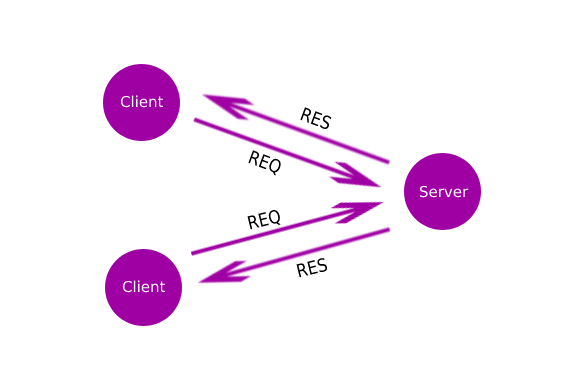 Client
RES
REQ
Server
REQ
RES
Client